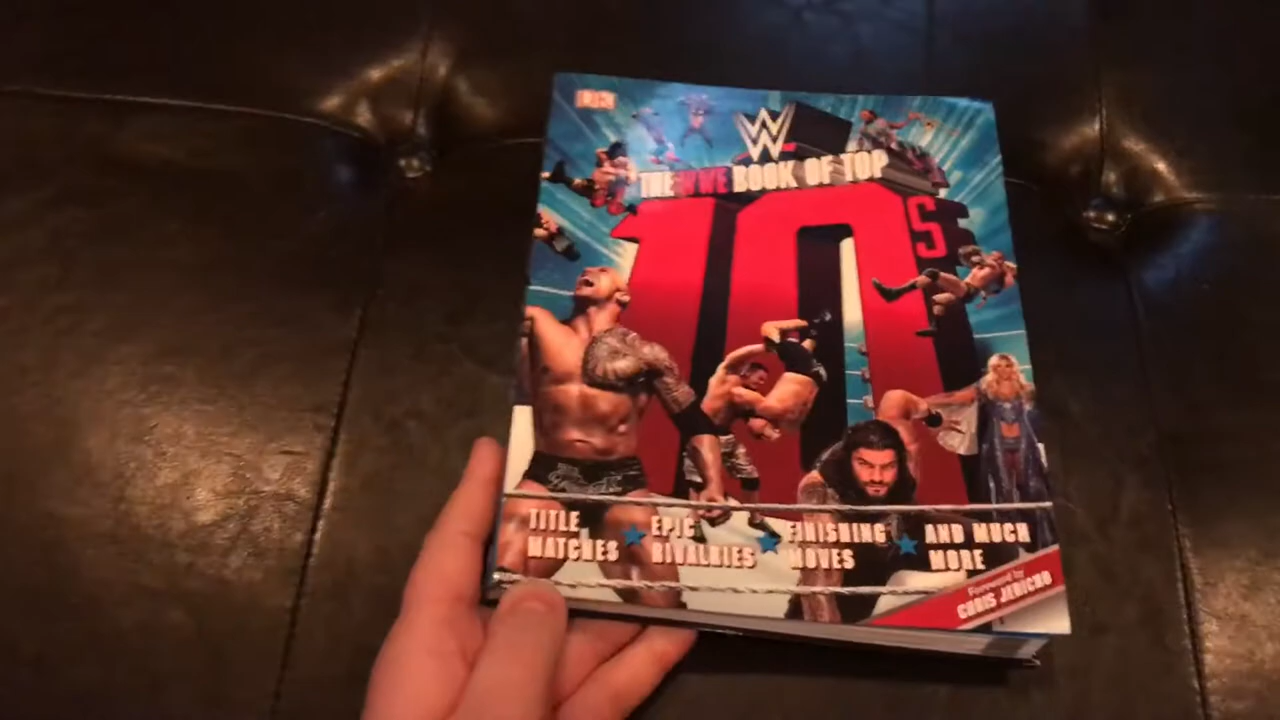 DK
W
THE WWE BOOK OF TOP
10s
TITLE MATCHES
EPIC RIVALRIES
FINISHING MOVES
AND MUCH MORE
Foreword by
CHRIS JERICHO